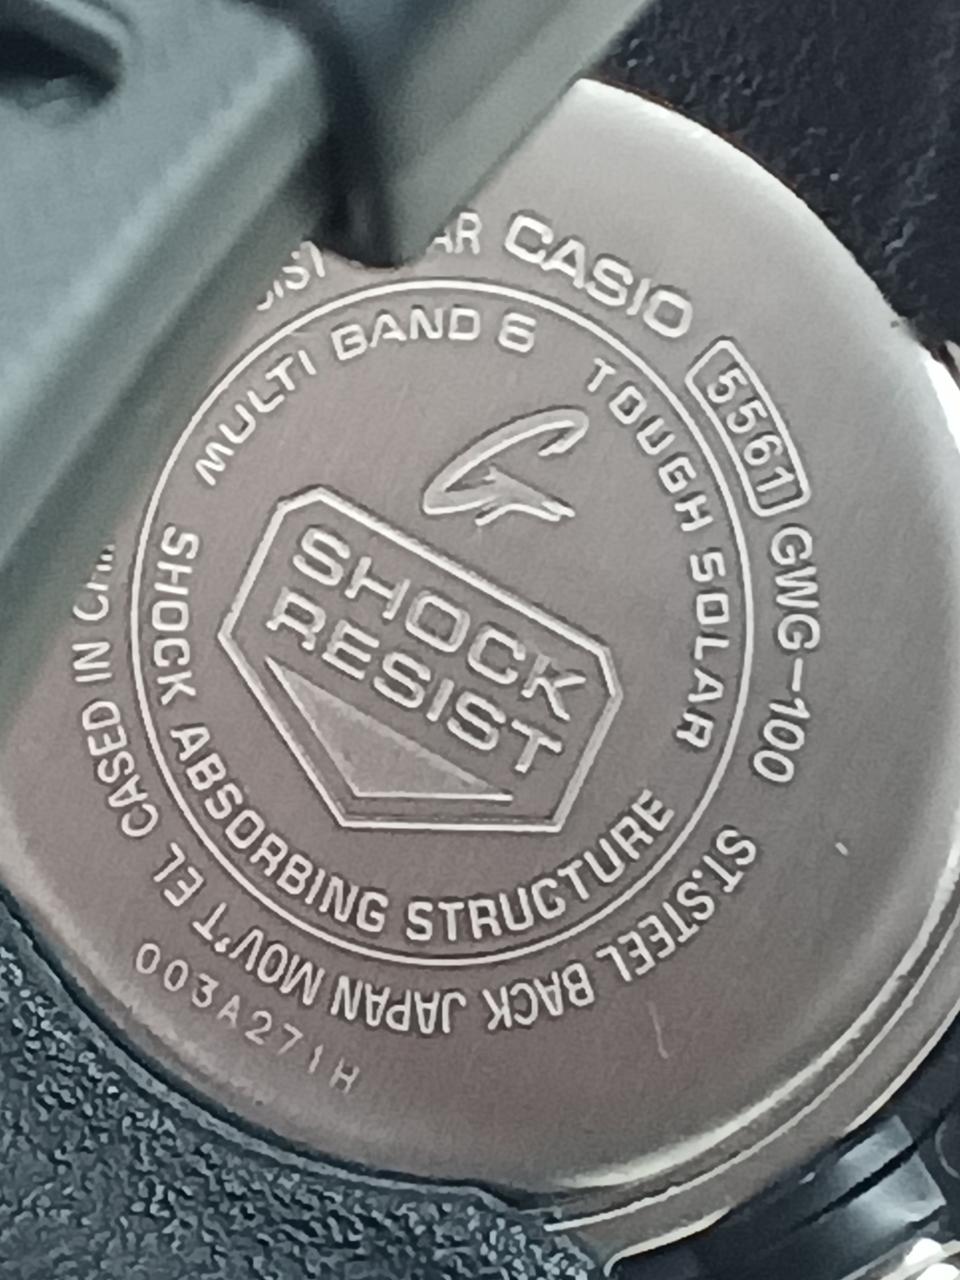 CASIO
5561
GWG-100
ST.STEEL BACK JAPAN MOV'T EL CASED IN
MULTI BAND 6
TOUGH SOLAR
SHOCK ABSORBING STRUCTURE
G
SHOCK
RESIST
003A271H